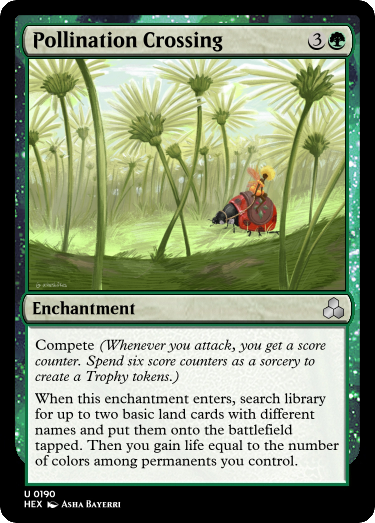 Pollination Crossing 3
Enchantment
Compete (Whenever you attack, you get a score
counter. Spend six score counters as a sorcery to
create a Trophy tokens.)
When this enchantment enters, search library
for up to two basic land cards with different
names and put them onto the battlefield
tapped. Then you gain life equal to the number
of colors among permanents you control.
U 0190
HEX Asha Bayerri